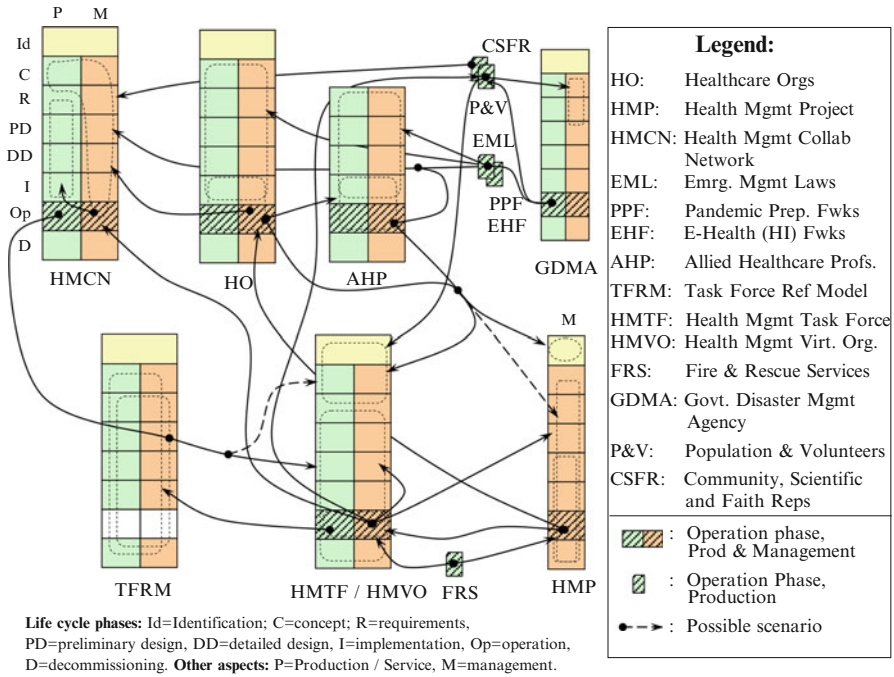 P M
Id
C
R
PD
DD
I
Op
D
HMCN
HO
AHP
CSFR
P&V
EML
PPF
EHF
GDMA
TFRM
HMTF / HMVO
FRS
M
HMP
Legend:
HO: Healthcare Orgs
HMP: Health Mgmt Project
HMCN: Health Mgmt Collab
Network
EML: Emrg. Mgmt Laws
PPF: Pandemic Prep. Fwks
EHF: E-Health (HI) Fwks
AHP: Allied Healthcare Profs.
TFRM: Task Force Ref Model
HMTF: Health Mgmt Task Force
HMVO: Health Mgmt Virt. Org.
FRS: Fire & Rescue Services
GDMA: Govt. Disaster Mgmt
Agency
P&V: Population & Volunteers
CSFR: Community, Scientific
and Faith Reps
: Operation phase,
Prod & Management
: Operation Phase,
Production
: Possible scenario
Life cycle phases: Id=Identification; C=concept; R=requirements,
PD=preliminary design, DD=detailed design, I=implementation, Op=operation,
D=decommissioning. Other aspects: P=Production / Service, M=management.